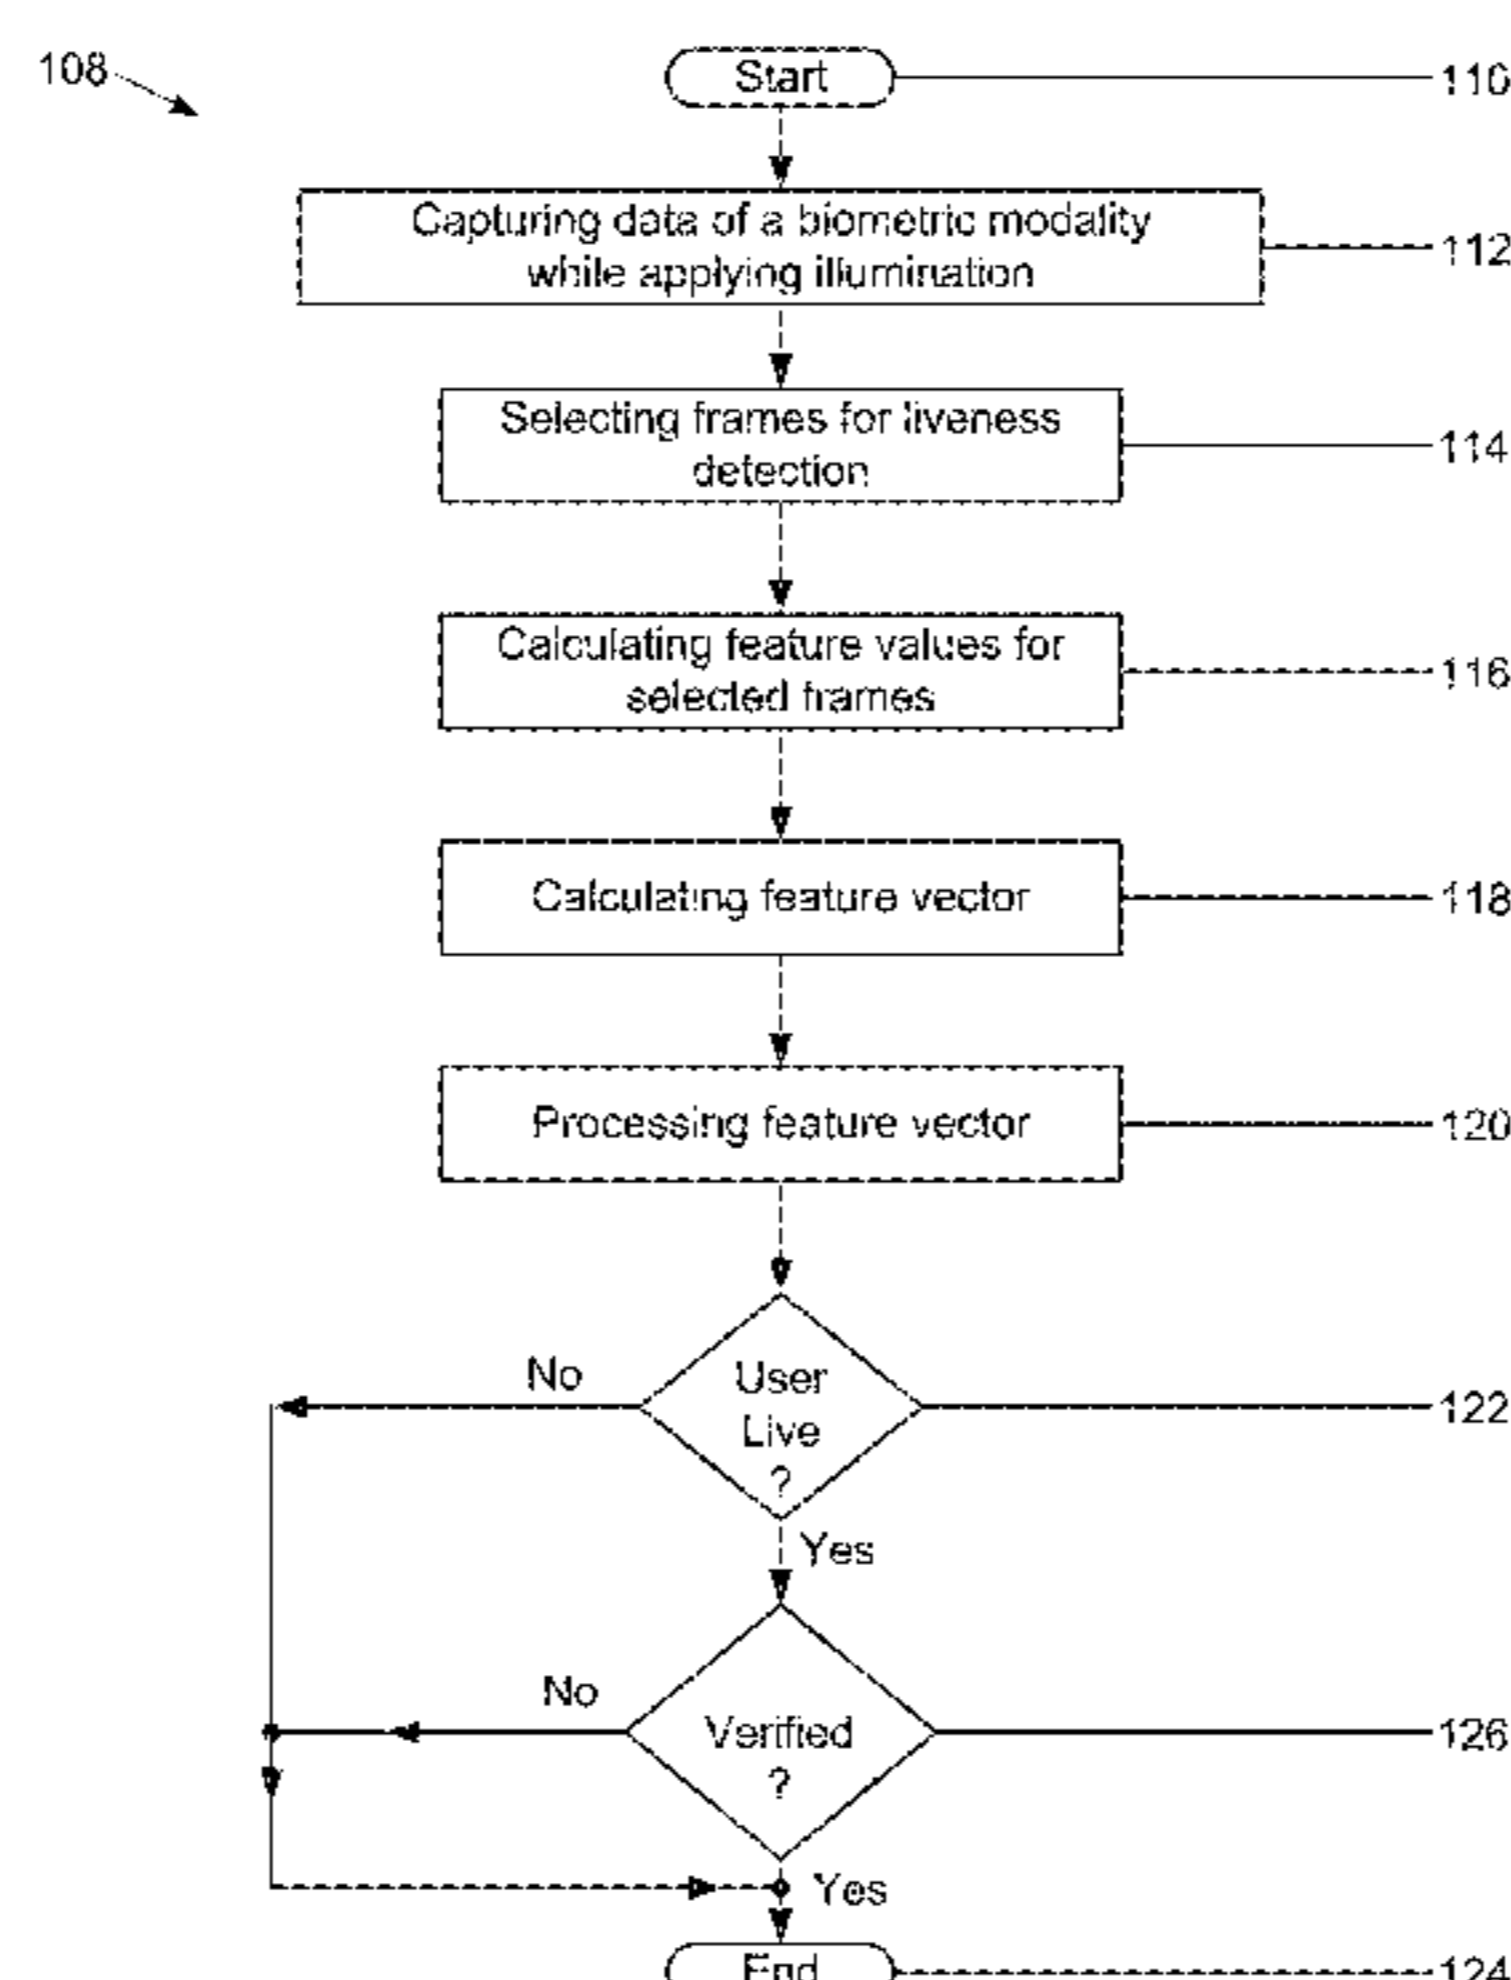 108
Start
110
Capturing data of a biometric modality
while applying illumination
112
Selecting frames for liveness
detection
114
Calculating feature values for
selected frames
116
Calculating feature vector
118
Processing feature vector
120
No
User
Live
?
122
Yes
No
Verified
?
126
Yes
End
124